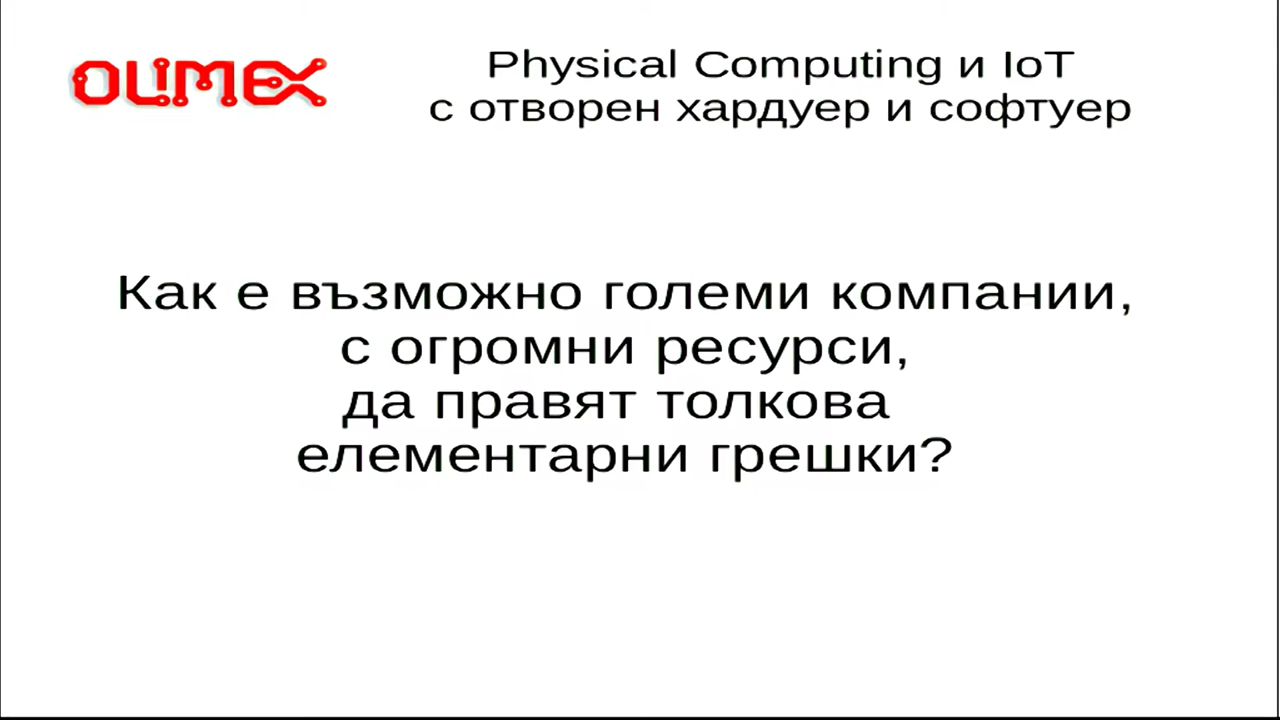 OLIMEX
Physical Computing и IoT
с отворен хардуер и софтуер
Как е възможно големи компании,
с огромни ресурси,
да правят толкова
елементарни грешки?